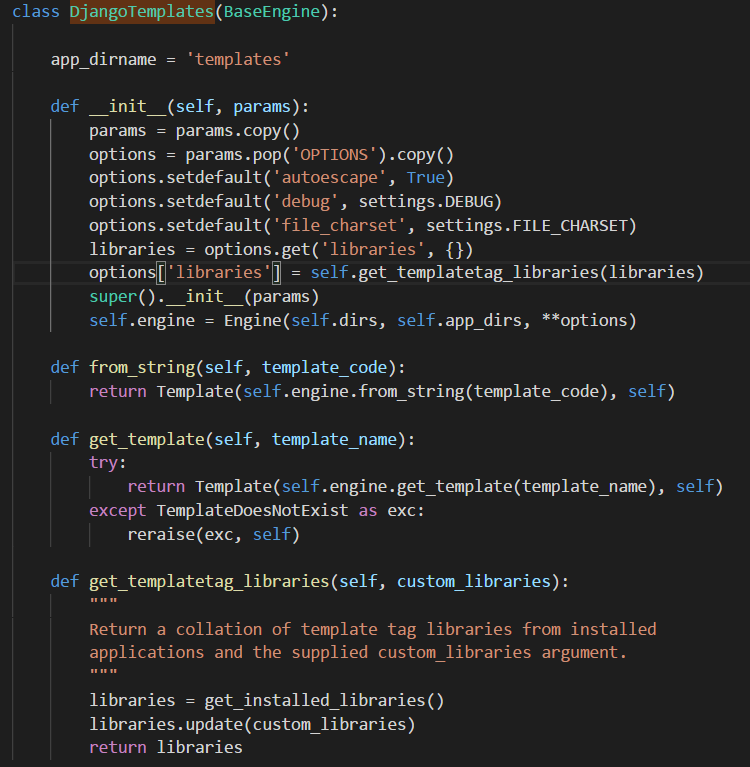 class DjangoTemplates(BaseEngine):
    app_dirname = 'templates'
    def __init__(self, params):
        params = params.copy()
        options = params.pop('OPTIONS').copy()
        options.setdefault('autoescape', True)
        options.setdefault('debug', settings.DEBUG)
        options.setdefault('file_charset', settings.FILE_CHARSET)
        libraries = options.get('libraries', {})
        options['libraries'] = self.get_templatetag_libraries(libraries)
        super().__init__(params)
        self.engine = Engine(self.dirs, self.app_dirs, **options)
    def from_string(self, template_code):
        return Template(self.engine.from_string(template_code), self)
    def get_template(self, template_name):
        try:
            return Template(self.engine.get_template(template_name), self)
        except TemplateDoesNotExist as exc:
            reraise(exc, self)
    def get_templatetag_libraries(self, custom_libraries):
        """
        Return a collation of template tag libraries from installed
        applications and the supplied custom_libraries argument.
        """
        libraries = get_installed_libraries()
        libraries.update(custom_libraries)
        return libraries